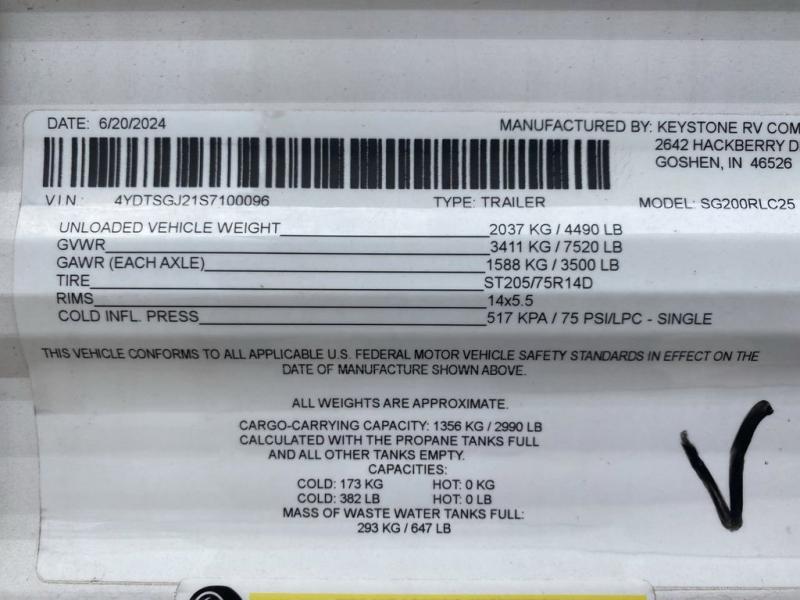 DATE: 6/20/2024 MANUFACTURED BY: KEYSTONE RV COM
2642 HACKBERRY D
GOSHEN, IN 46526
VIN: 4YDTSGJ21S7100096 TYPE: TRAILER MODEL: SG200RLC25
UNLOADED VEHICLE WEIGHT 2037 KG / 4490 LB
GVWR 3411 KG / 7520 LB
GAWR (EACH AXLE) 1588 KG / 3500 LB
TIRE ST205/75R14D
RIMS 14x5.5
COLD INFL. PRESS 517 KPA / 75 PSI/LPC - SINGLE
THIS VEHICLE CONFORMS TO ALL APPLICABLE U.S. FEDERAL MOTOR VEHICLE SAFETY STANDARDS IN EFFECT ON THE
DATE OF MANUFACTURE SHOWN ABOVE.
ALL WEIGHTS ARE APPROXIMATE.
CARGO-CARRYING CAPACITY: 1356 KG / 2990 LB
CALCULATED WITH THE PROPANE TANKS FULL
AND ALL OTHER TANKS EMPTY.
CAPACITIES:
COLD: 173 KG HOT: 0 KG
COLD: 382 LB HOT: 0 LB
MASS OF WASTE WATER TANKS FULL:
293 KG / 647 LB
V